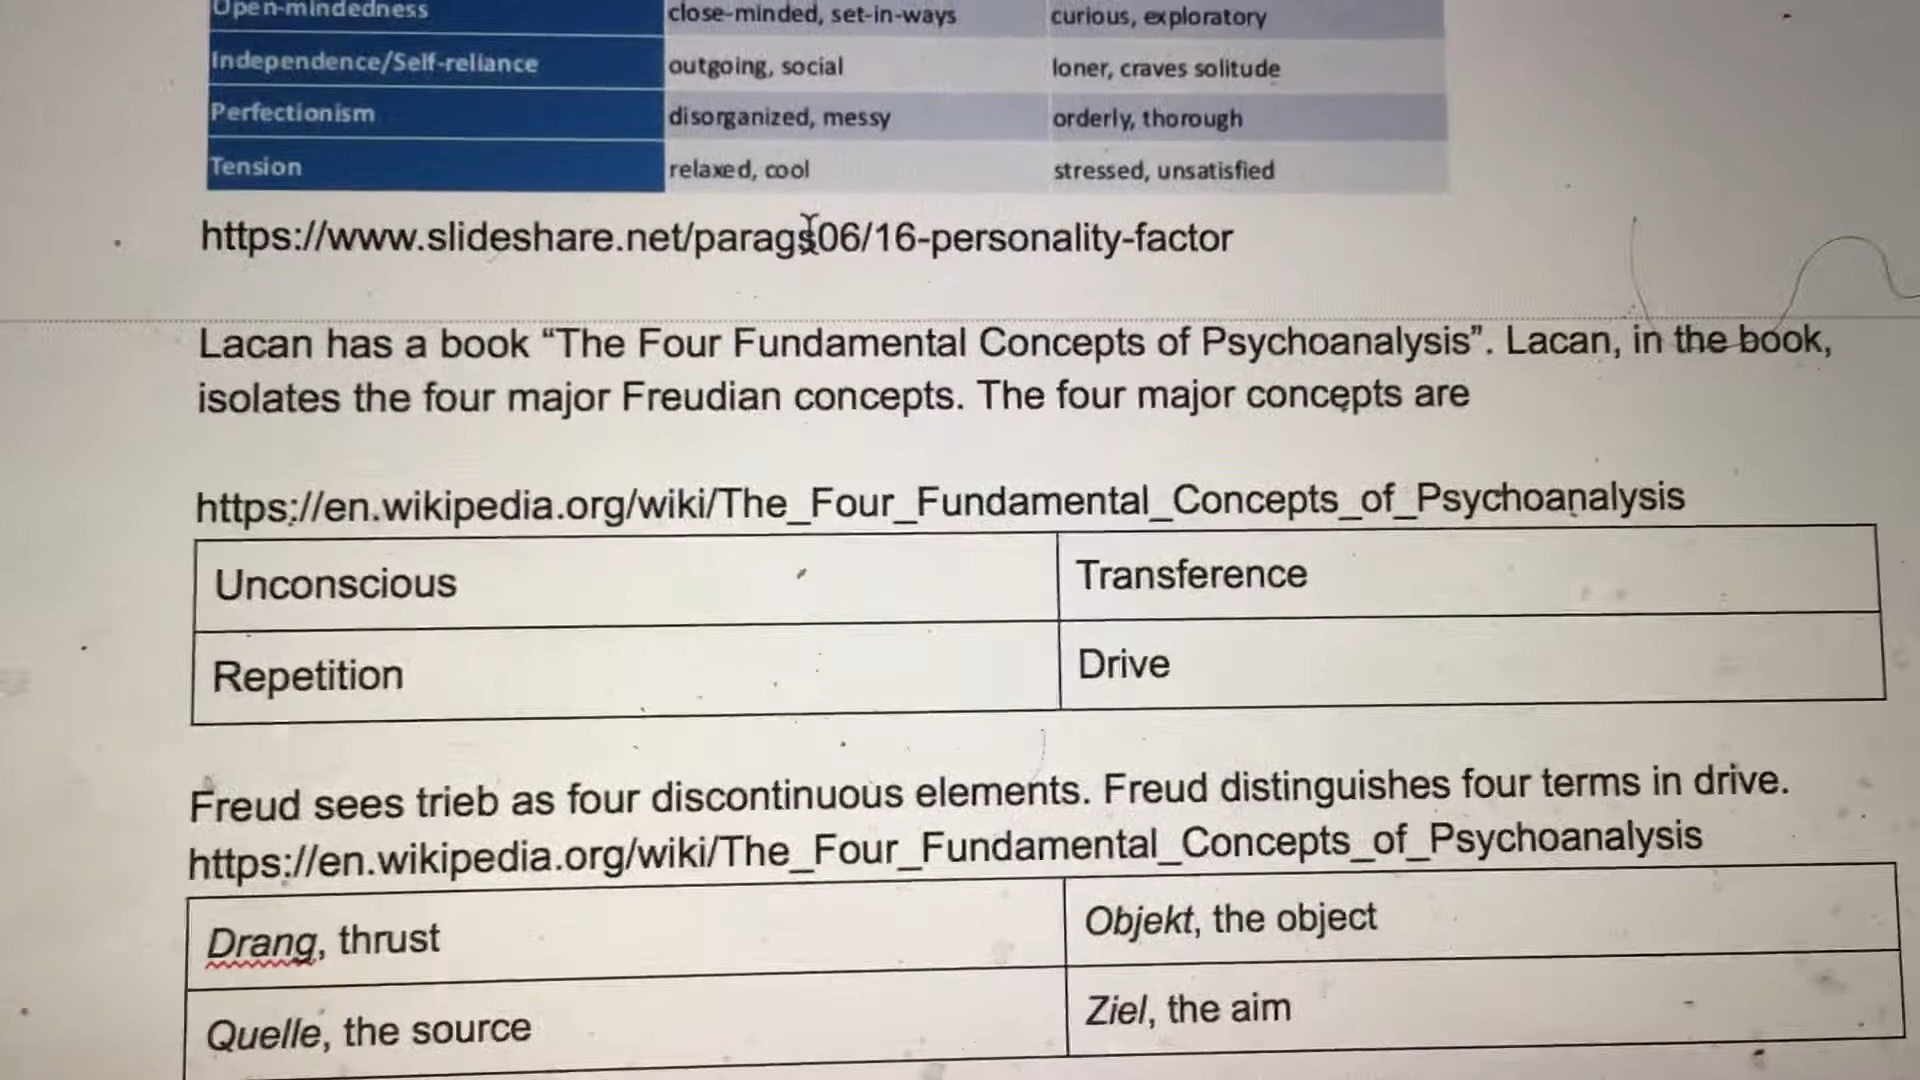 Open-mindedness close-minded, set-in-ways curious, exploratory
Independence/Self-reliance outgoing, social loner, craves solitude
Perfectionism disorganized, messy orderly, thorough
Tension relaxed, cool stressed, unsatisfied
https://www.slideshare.net/parags06/16-personality-factor
Lacan has a book “The Four Fundamental Concepts of Psychoanalysis”. Lacan, in the book,
isolates the four major Freudian concepts. The four major concepts are
https://en.wikipedia.org/wiki/The_Four_Fundamental_Concepts_of_Psychoanalysis
Unconscious Transference
Repetition Drive
Freud sees trieb as four discontinuous elements. Freud distinguishes four terms in drive.
https://en.wikipedia.org/wiki/The_Four_Fundamental_Concepts_of_Psychoanalysis
Drang, thrust Objekt, the object
Quelle, the source Ziel, the aim